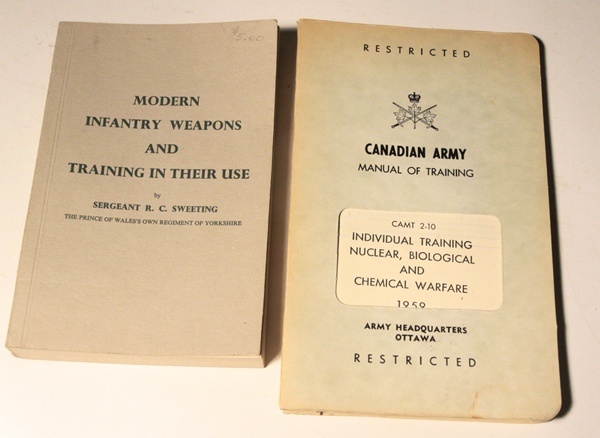 $5.00
MODERN
INFANTRY WEAPONS
AND
TRAINING IN THEIR USE
by
SERGEANT R. C. SWEETING
THE PRINCE OF WALES'S OWN REGIMENT OF YORKSHIRE
RESTRICTED
CANADIAN ARMY
MANUAL OF TRAINING
CAMT 2-10
INDIVIDUAL TRAINING
NUCLEAR, BIOLOGICAL
AND
CHEMICAL WARFARE
1959
ARMY HEADQUARTERS
OTTAWA
RESTRICTED